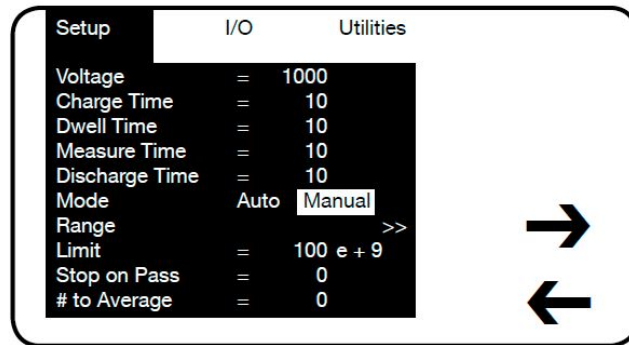 Setup I/O Utilities
Voltage = 1000
Charge Time = 10
Dwell Time = 10
Measure Time = 10
Discharge Time = 10
Mode Auto Manual
Range >>
Limit = 100 e + 9
Stop on Pass = 0
# to Average = 0